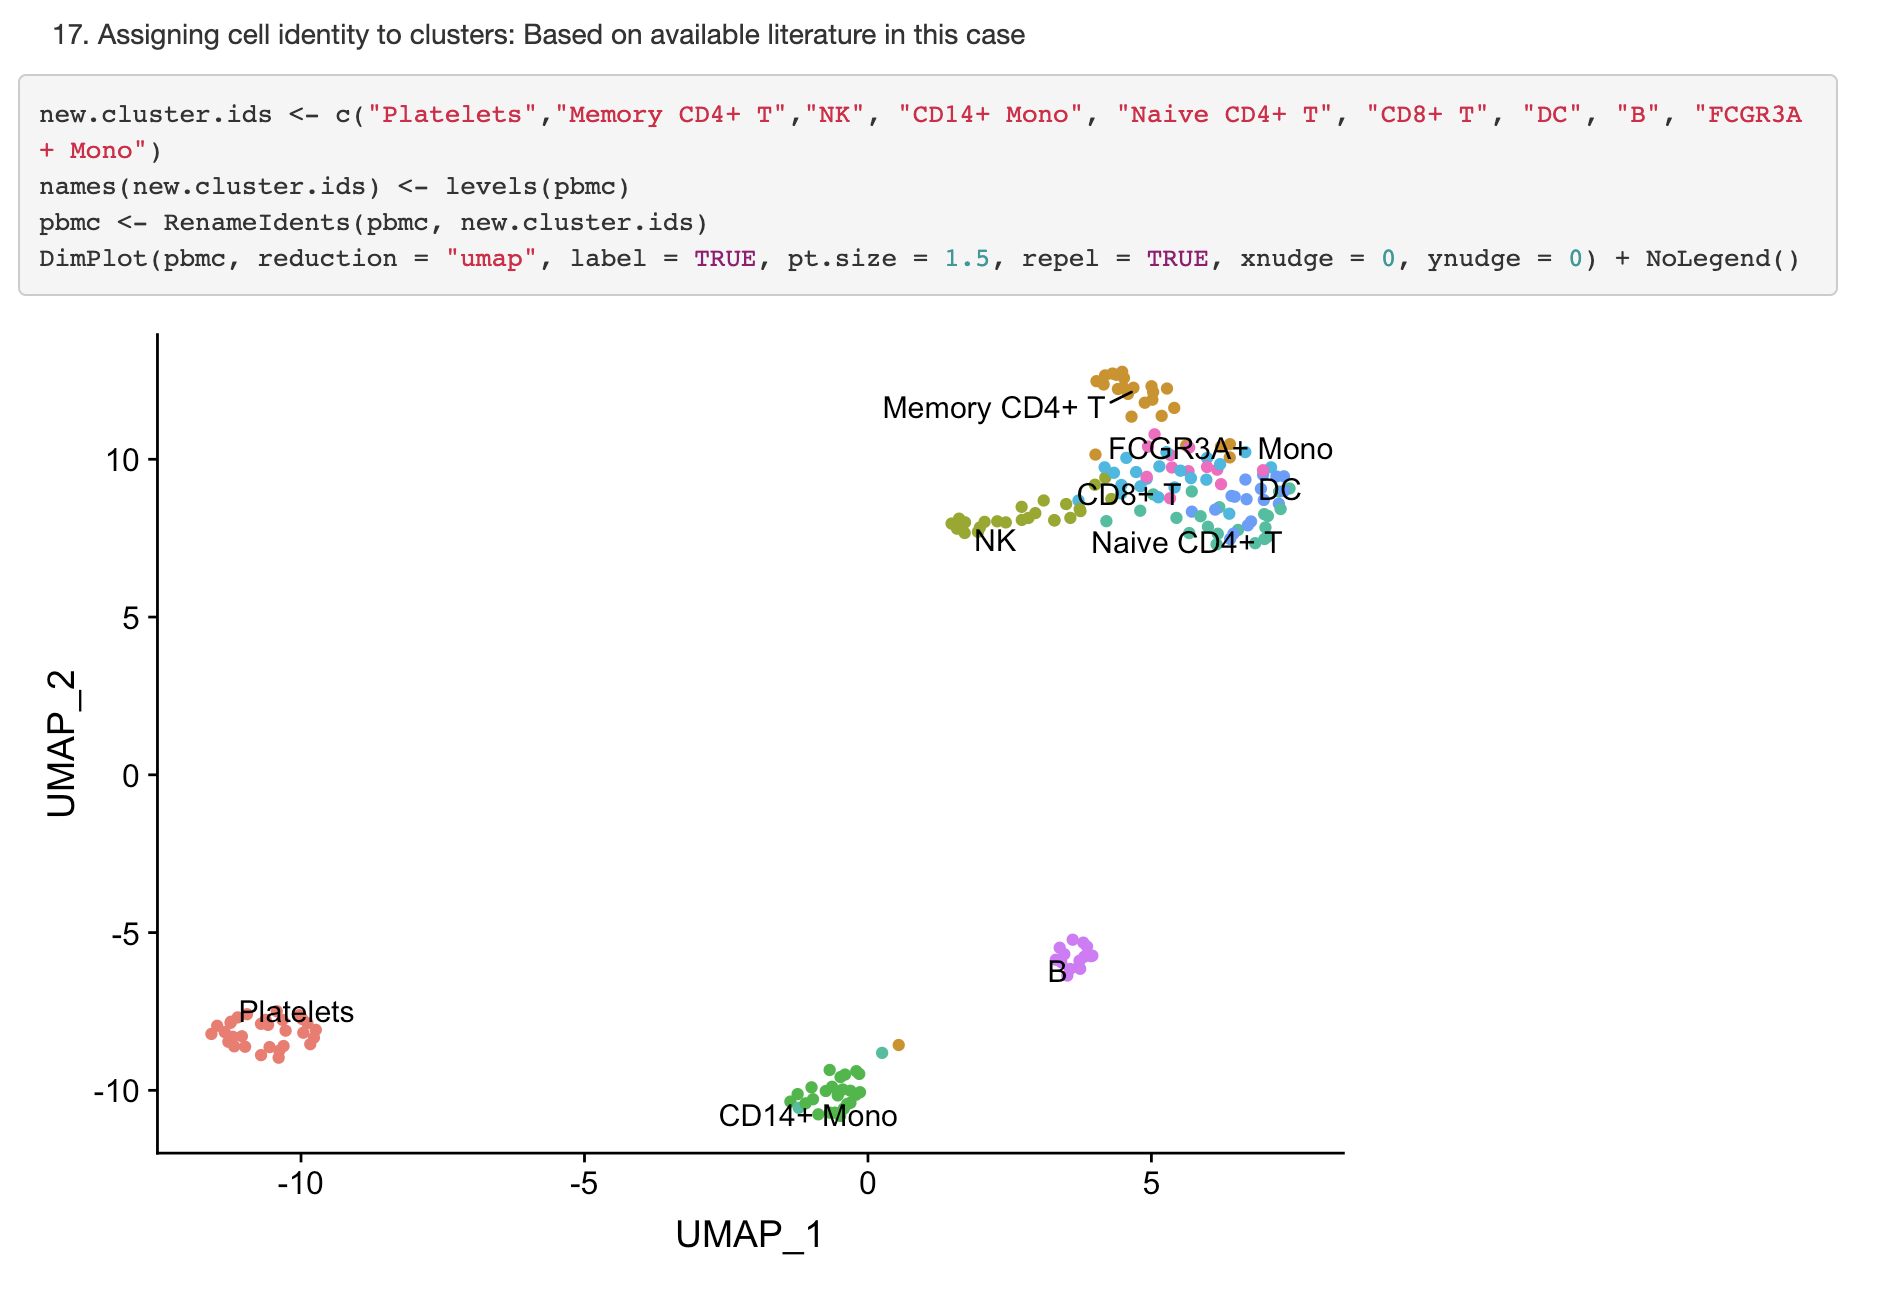 17. Assigning cell identity to clusters: Based on available literature in this case
new.cluster.ids <- c("Platelets","Memory CD4+ T","NK", "CD14+ Mono", "Naive CD4+ T", "CD8+ T", "DC", "B", "FCGR3A
+ Mono")
names(new.cluster.ids) <- levels(pbmc)
pbmc <- RenameIdents(pbmc, new.cluster.ids)
DimPlot(pbmc, reduction = "umap", label = TRUE, pt.size = 1.5, repel = TRUE, xnudge = 0, ynudge = 0) + NoLegend()
Memory CD4+ T
FCGR3A+ Mono
10
CD8+ T
DC
NK
Naive CD4+ T
5
UMAP_2
0
-5
B
Platelets
-10
CD14+ Mono
-10
-5
0
5
UMAP_1